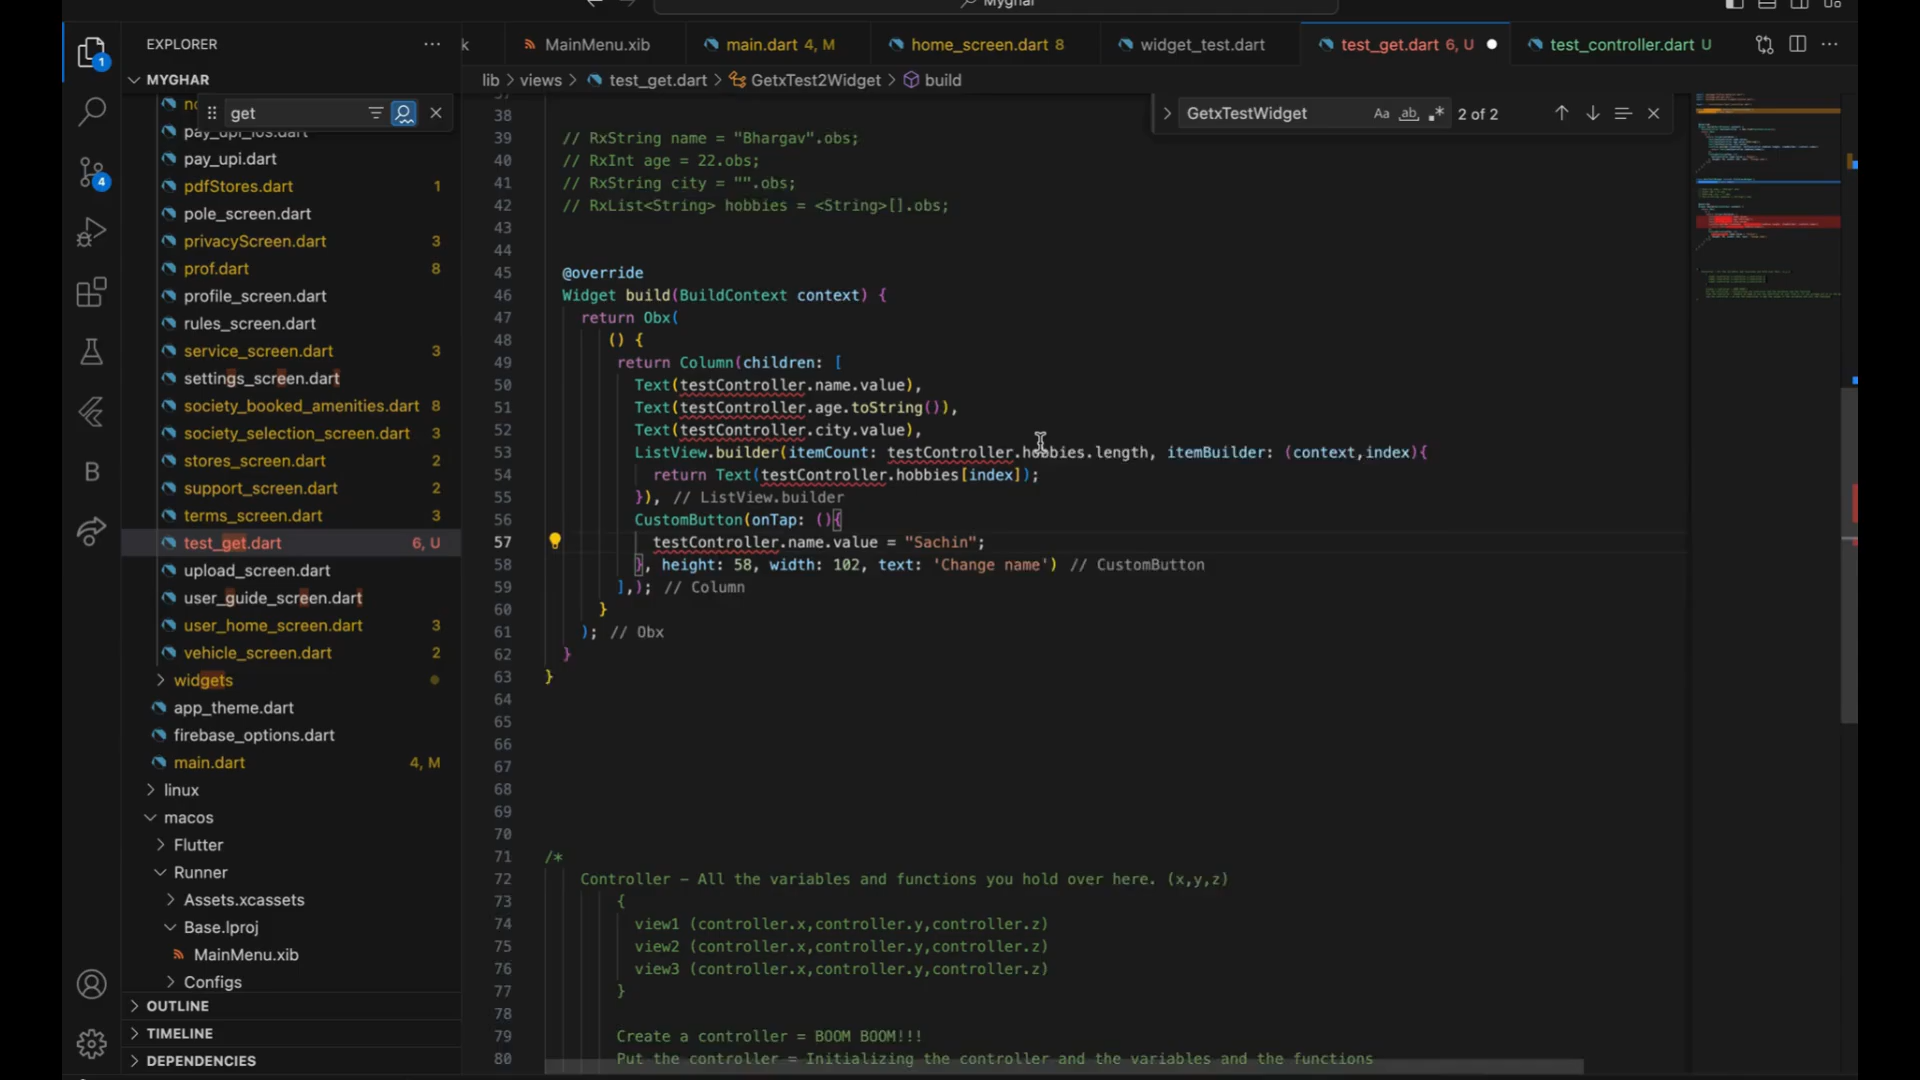 Myghar
EXPLORER
k
MainMenu.xib
main.dart 4, M
home_screen.dart 8
widget_test.dart
test_get.dart 6, U
test_controller.dart U
MYGHAR
lib > views > test_get.dart > GetxTest2Widget > build
get
GetxTestWidget
Aa ab .* 2 of 2
1
4
pay_upi_ios.dart
pay_upi.dart
pdfStores.dart 1
pole_screen.dart
privacyScreen.dart 3
prof.dart 8
profile_screen.dart
rules_screen.dart
service_screen.dart 3
settings_screen.dart
society_booked_amenities.dart 8
society_selection_screen.dart 3
stores_screen.dart 2
support_screen.dart 2
terms_screen.dart 3
test_get.dart 6, U
upload_screen.dart
user_guide_screen.dart
user_home_screen.dart 3
vehicle_screen.dart 2
widgets
app_theme.dart
firebase_options.dart
main.dart 4, M
linux
macos
Flutter
Runner
Assets.xcassets
Base.lproj
MainMenu.xib
Configs
OUTLINE
TIMELINE
DEPENDENCIES
37
38
39 // RxString name = "Bhargav".obs;
40 // RxInt age = 22.obs;
41 // RxString city = "".obs;
42 // RxList<String> hobbies = <String>[].obs;
43
44
45 @override
46 Widget build(BuildContext context) {
47 return Obx(
48 () {
49 return Column(children: [
50 Text(testController.name.value),
51 Text(testController.age.toString()),
52 Text(testController.city.value),
53 ListView.builder(itemCount: testController.hobbies.length, itemBuilder: (context,index){
54 return Text(testController.hobbies[index]);
55 }), // ListView.builder
56 CustomButton(onTap: (){
57 testController.name.value = "Sachin";
58 }, height: 58, width: 102, text: 'Change name') // CustomButton
59 ],); // Column
60 }
61 ); // Obx
62 }
63 }
64
65
66
67
68
69
70
71 /*
72 Controller - All the variables and functions you hold over here. (x,y,z)
73 {
74 view1 (controller.x,controller.y,controller.z)
75 view2 (controller.x,controller.y,controller.z)
76 view3 (controller.x,controller.y,controller.z)
77 }
78
79 Create a controller = BOOM BOOM!!!
80 Put the controller = Initializing the controller and the variables and the functions